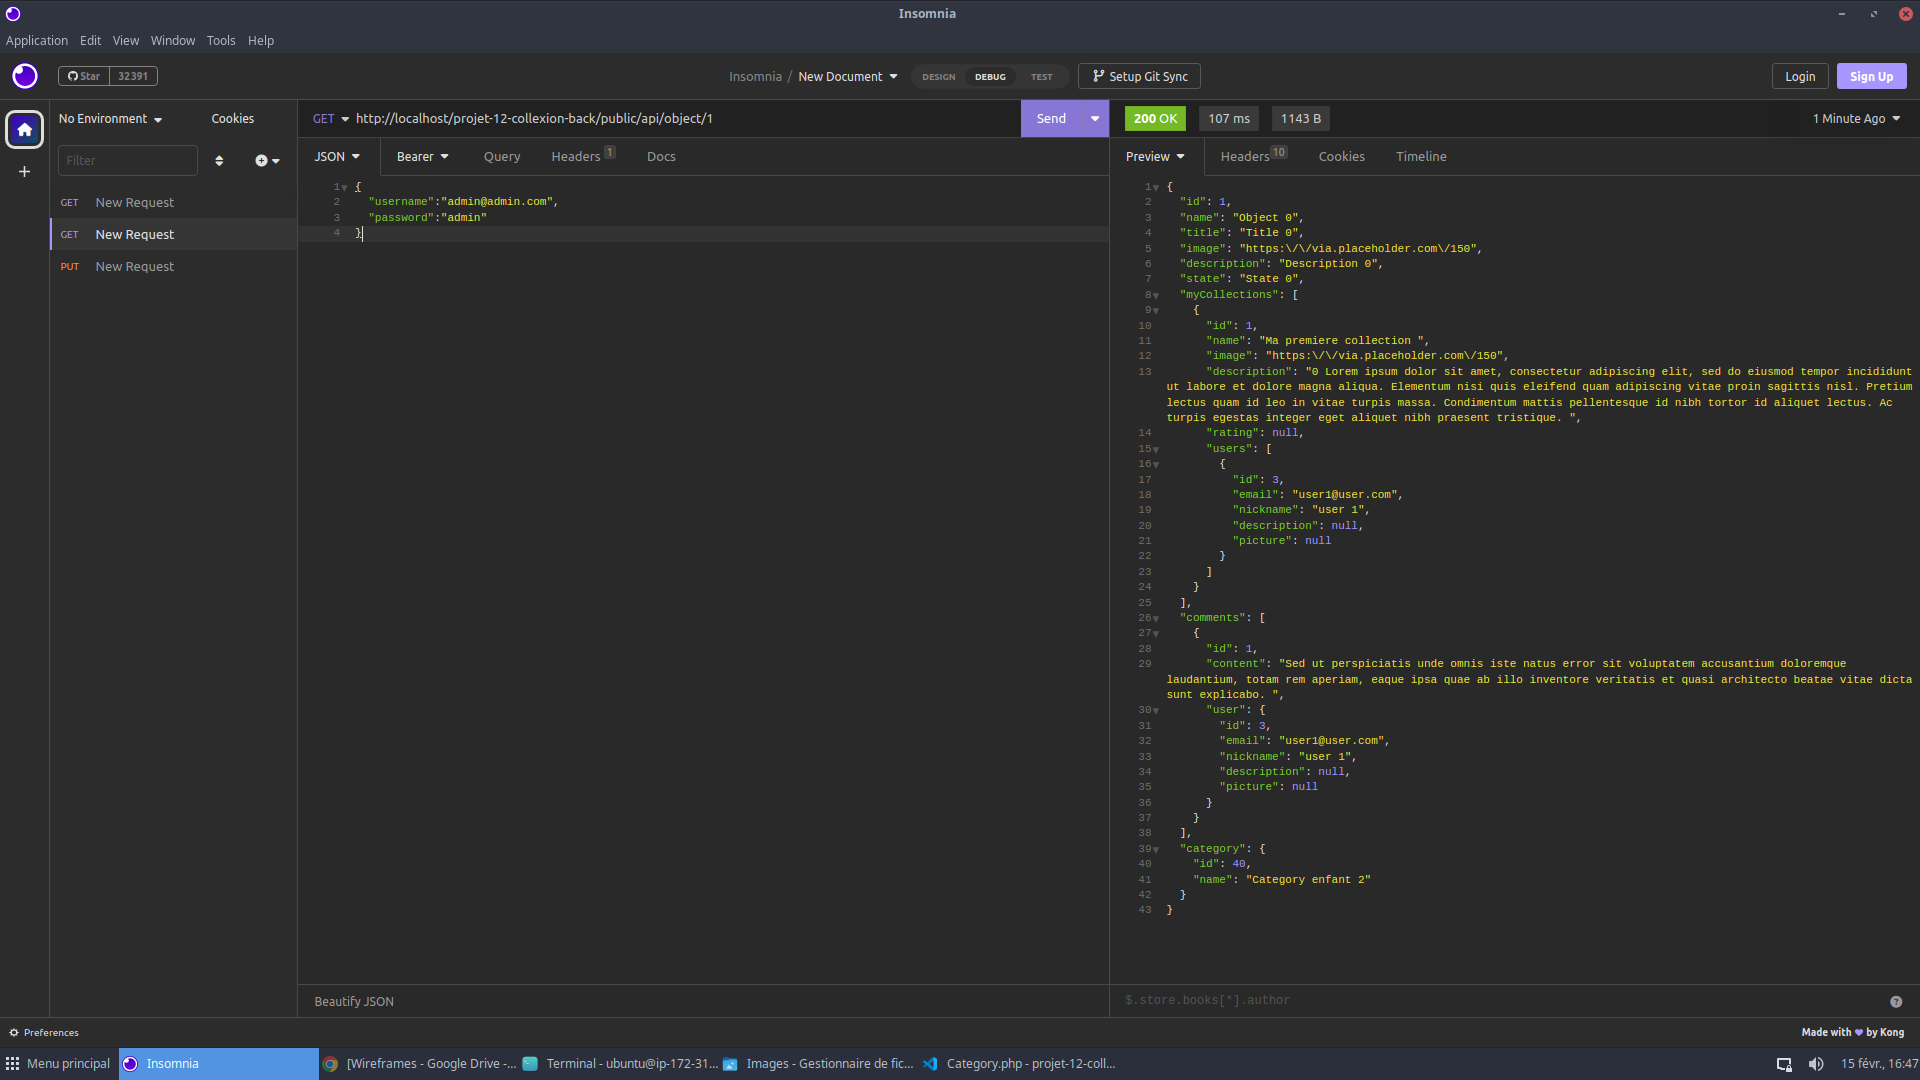 Insomnia
Application Edit View Window Tools Help
Star 32391
Insomnia / New Document
DESIGN DEBUG TEST
Setup Git Sync
Login
Sign Up
No Environment
Cookies
Filter
GET New Request
GET New Request
PUT New Request
GET http://localhost/projet-12-collexion-back/public/api/object/1
Send
JSON Bearer Query Headers 1 Docs
1 {
2 "username":"admin@admin.com",
3 "password":"admin"
4 }
Beautify JSON
200 OK 107 ms 1143 B
1 Minute Ago
Preview Headers 10 Cookies Timeline
1 {
2 "id": 1,
3 "name": "Object 0",
4 "title": "Title 0",
5 "image": "https:\/\/via.placeholder.com\/150",
6 "description": "Description 0",
7 "state": "State 0",
8 "myCollections": [
9 {
10 "id": 1,
11 "name": "Ma premiere collection ",
12 "image": "https:\/\/via.placeholder.com\/150",
13 "description": "0 Lorem ipsum dolor sit amet, consectetur adipiscing elit, sed do eiusmod tempor incididunt
ut labore et dolore magna aliqua. Elementum nisi quis eleifend quam adipiscing vitae proin sagittis nisl. Pretium
lectus quam id leo in vitae turpis massa. Condimentum mattis pellentesque id nibh tortor id aliquet lectus. Ac
turpis egestas integer eget aliquet nibh praesent tristique. ",
14 "rating": null,
15 "users": [
16 {
17 "id": 3,
18 "email": "user1@user.com",
19 "nickname": "user 1",
20 "description": null,
21 "picture": null
22 }
23 ]
24 }
25 ],
26 "comments": [
27 {
28 "id": 1,
29 "content": "Sed ut perspiciatis unde omnis iste natus error sit voluptatem accusantium doloremque
laudantium, totam rem aperiam, eaque ipsa quae ab illo inventore veritatis et quasi architecto beatae vitae dicta
sunt explicabo. ",
30 "user": {
31 "id": 3,
32 "email": "user1@user.com",
33 "nickname": "user 1",
34 "description": null,
35 "picture": null
36 }
37 }
38 ],
39 "category": {
40 "id": 40,
41 "name": "Category enfant 2"
42 }
43 }
$.store.books[*].author
Preferences
Made with ♥ by Kong
Menu principal
Insomnia
[Wireframes - Google Drive -...
Terminal - ubuntu@ip-172-31...
Images - Gestionnaire de fic...
Category.php - projet-12-coll...
15 févr., 16:47